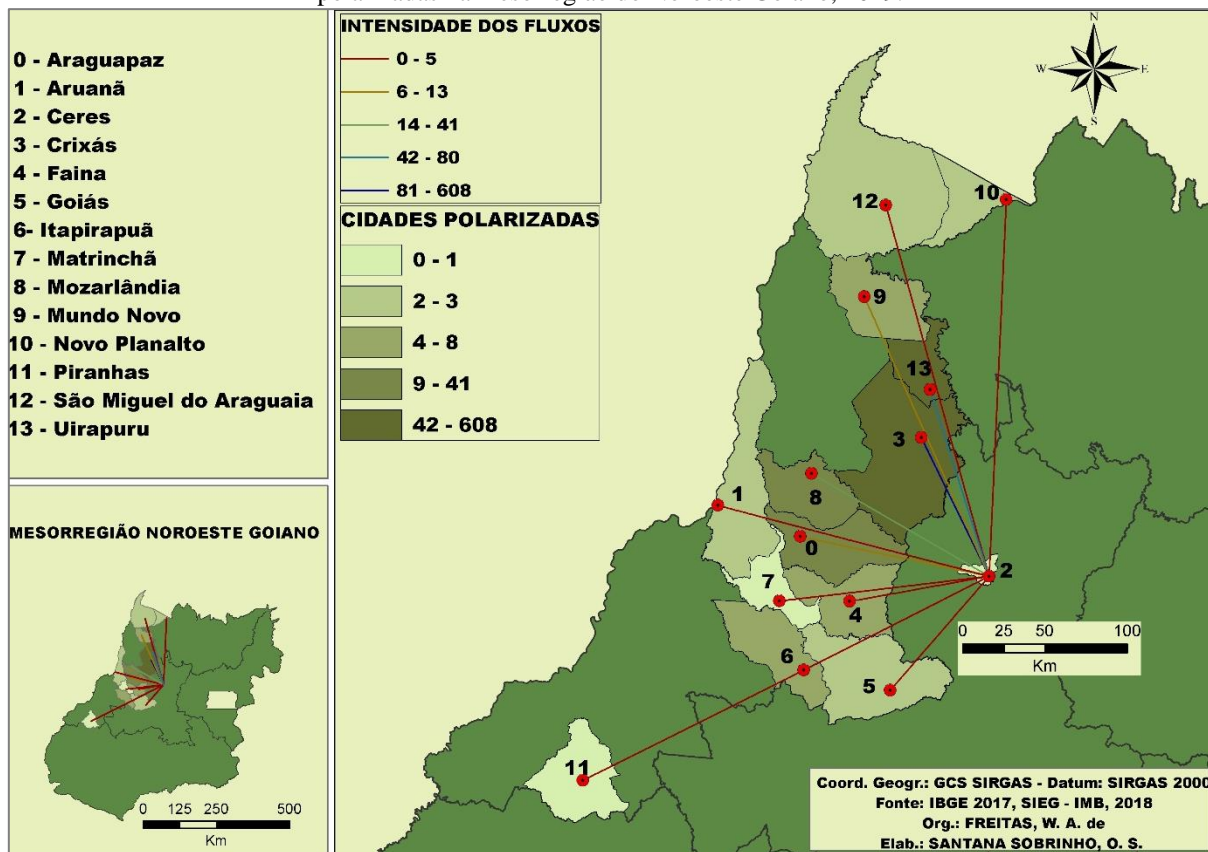 0 - Araguapaz
1 - Aruanã
2 - Ceres
3 - Crixás
4 - Faina
5 - Goiás
6- Itapirapuã
7 - Matrinchã
8 - Mozarlândia
9 - Mundo Novo
10 - Novo Planalto
11 - Piranhas
12 - São Miguel do Araguaia
13 - Uirapuru
MESORREGIÃO NOROESTE GOIANO
0 125 250 500
Km
INTENSIDADE DOS FLUXOS
0 - 5
6 - 13
14 - 41
42 - 80
81 - 608
CIDADES POLARIZADAS
0 - 1
2 - 3
4 - 8
9 - 41
42 - 608
N
W E
S
12
10
9
13
3
8
1
0
2
7
4
6
5
11
0 25 50 100
Km
Coord. Geogr.: GCS SIRGAS - Datum: SIRGAS 2000
Fonte: IBGE 2017, SIEG - IMB, 2018
Org.: FREITAS, W. A. de
Elab.: SANTANA SOBRINHO, O. S.